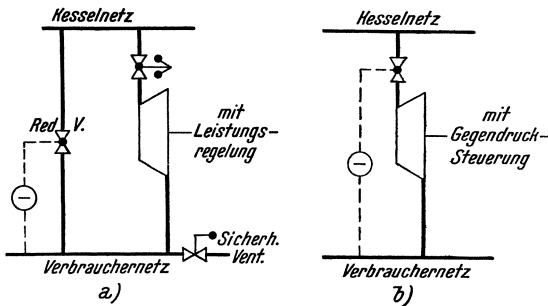 Kesselnetz
Red. V.
mit
Leistungs-
regelung
Sicherh.
Vent.
Verbrauchernetz
a)
Kesselnetz
mit
Gegendruck-
Steuerung
Verbrauchernetz
b)